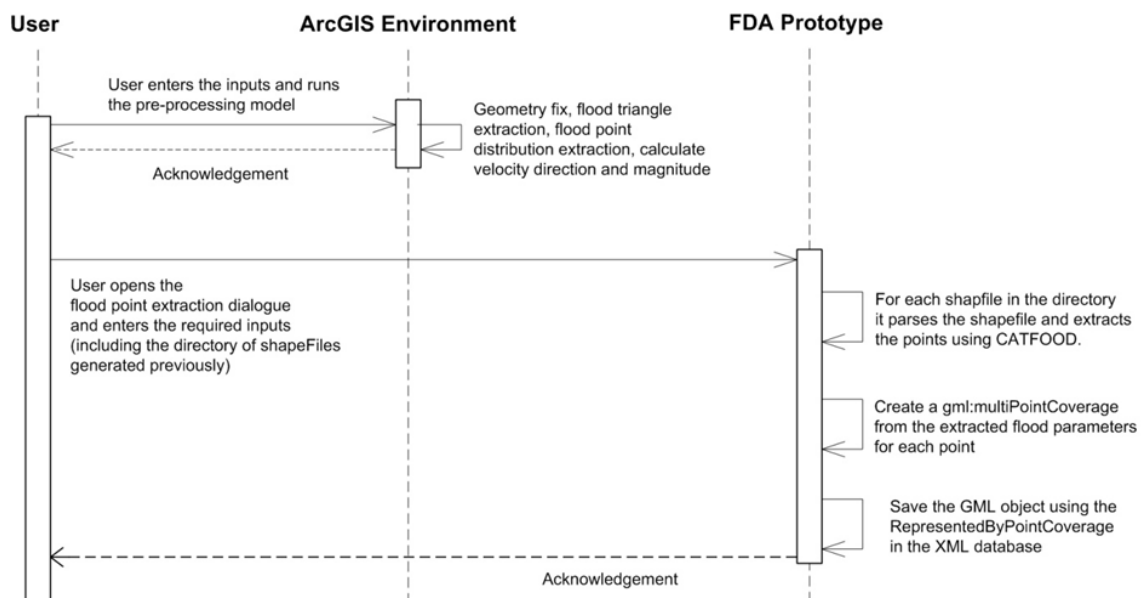 User
ArcGIS Environment
FDA Prototype
User enters the inputs and runs
the pre-processing model
Geometry fix, flood triangle
extraction, flood point
distribution extraction, calculate
velocity direction and magnitude
Acknowledgement
User opens the
flood point extraction dialogue
and enters the required inputs
(including the directory of shapeFiles
generated previously)
For each shapfile in the directory
it parses the shapefile and extracts
the points using CATFOOD.
Create a gml:multiPointCoverage
from the extracted flood parameters
for each point
Save the GML object using the
RepresentedByPointCoverage
in the XML database
Acknowledgement